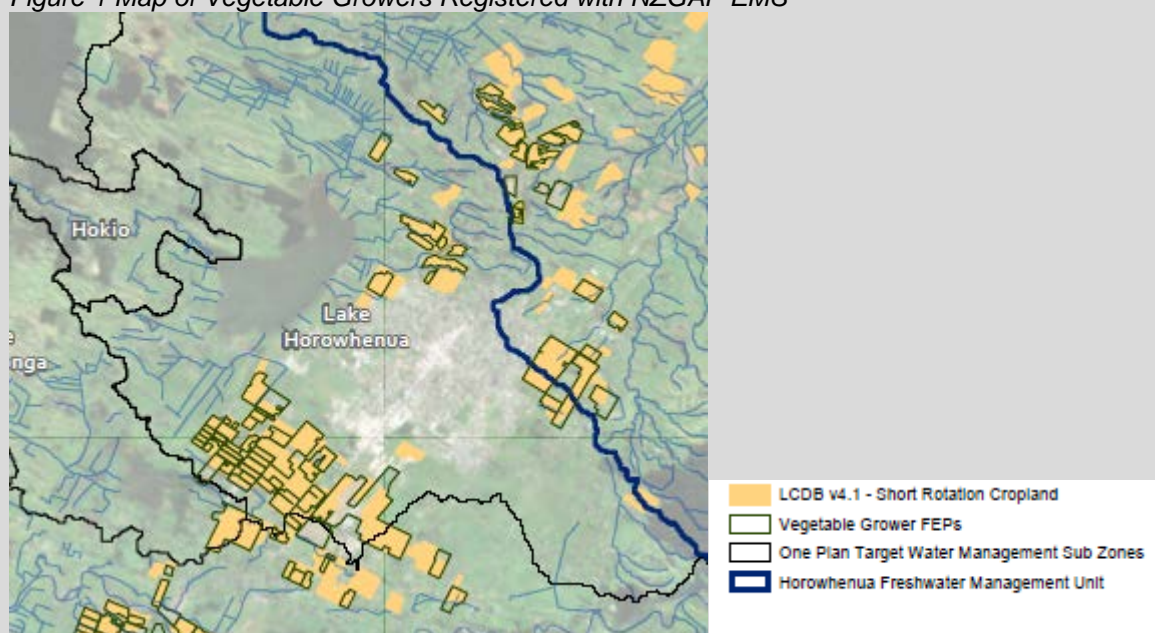 Figure 1 Map of Vegetable Growers Registered with NZGAP EMS
Hokio
Lake
Horowhenua
nga
LCDB v4.1 - Short Rotation Cropland
Vegetable Grower FEPs
One Plan Target Water Management Sub Zones
Horowhenua Freshwater Management Unit